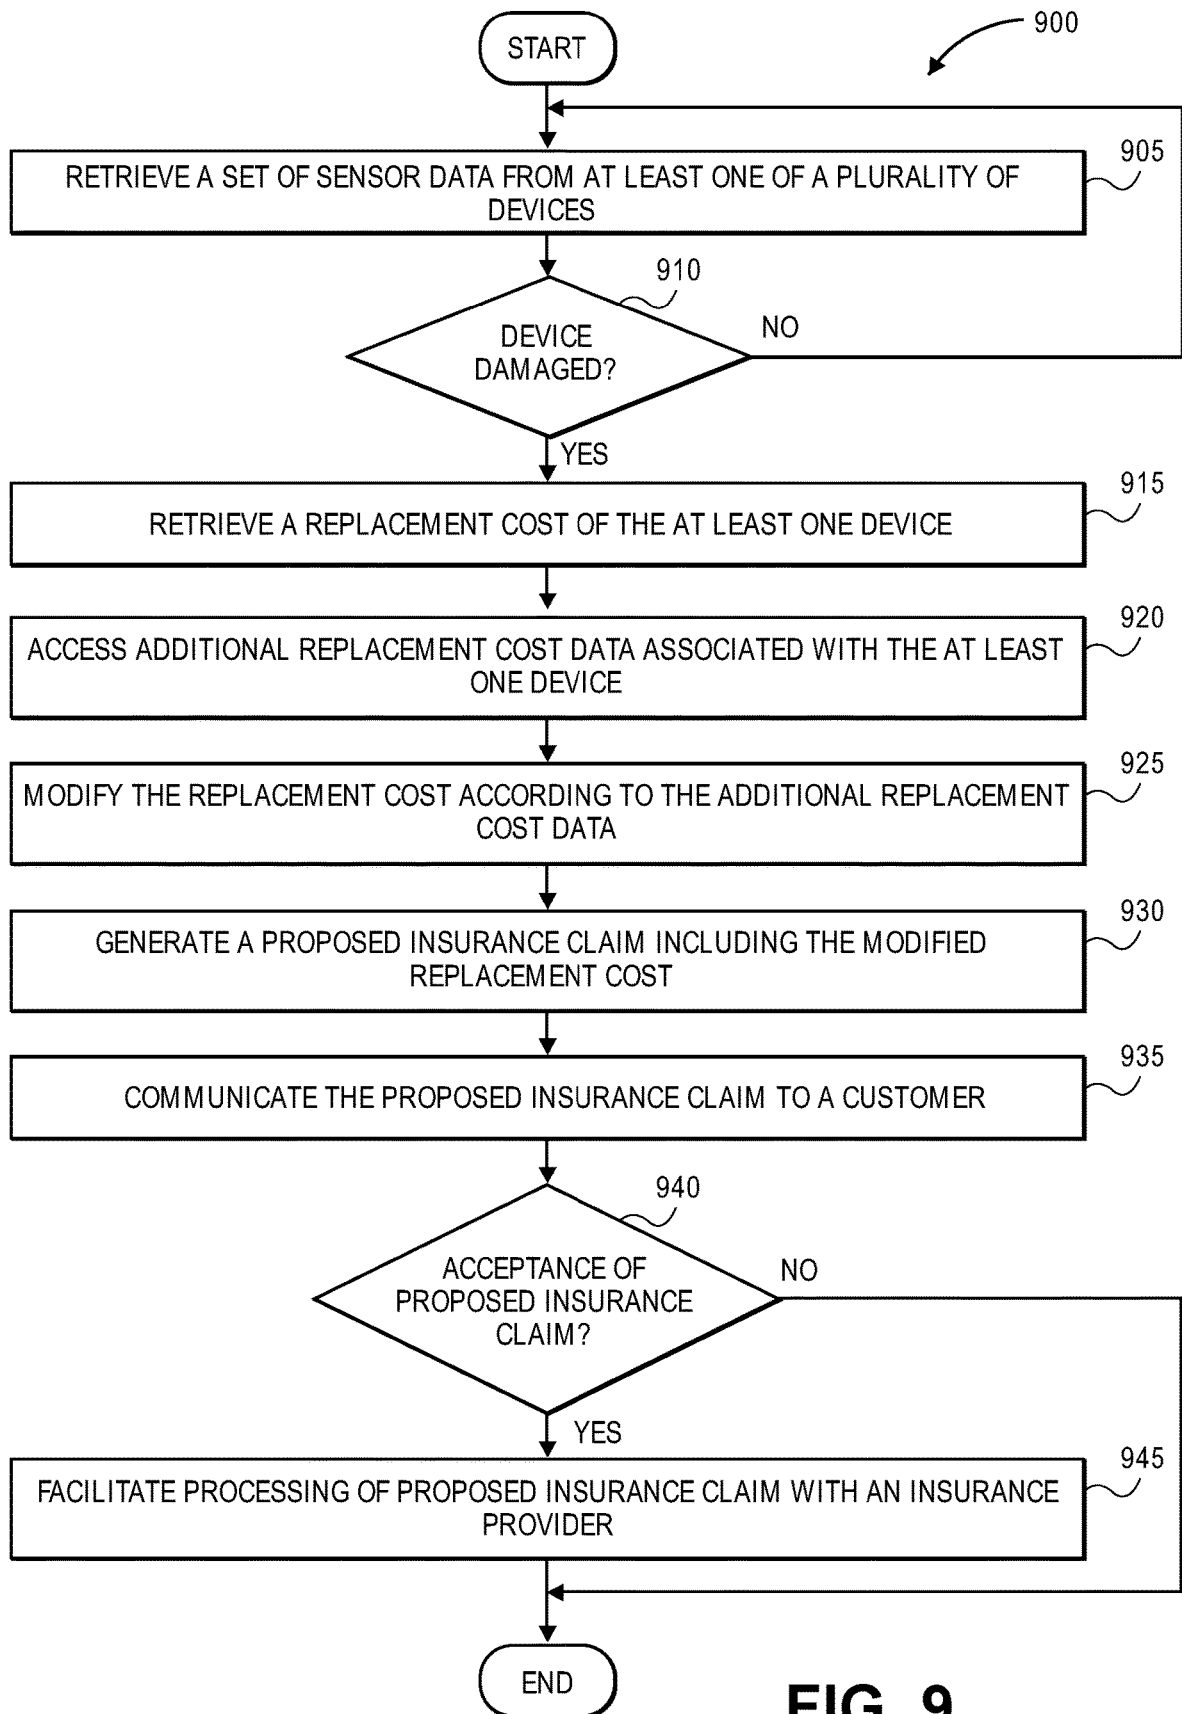 START
900
RETRIEVE A SET OF SENSOR DATA FROM AT LEAST ONE OF A PLURALITY OF
DEVICES
905
910
DEVICE
DAMAGED?
NO
YES
915
RETRIEVE A REPLACEMENT COST OF THE AT LEAST ONE DEVICE
920
ACCESS ADDITIONAL REPLACEMENT COST DATA ASSOCIATED WITH THE AT LEAST
ONE DEVICE
925
MODIFY THE REPLACEMENT COST ACCORDING TO THE ADDITIONAL REPLACEMENT
COST DATA
930
GENERATE A PROPOSED INSURANCE CLAIM INCLUDING THE MODIFIED
REPLACEMENT COST
935
COMMUNICATE THE PROPOSED INSURANCE CLAIM TO A CUSTOMER
940
ACCEPTANCE OF
PROPOSED INSURANCE
CLAIM?
NO
YES
945
FACILITATE PROCESSING OF PROPOSED INSURANCE CLAIM WITH AN INSURANCE
PROVIDER
END
FIG. 9